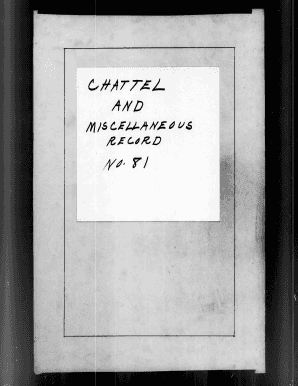 CHATTEL
AND
MISCELLANEOUS
RECORD
NO. 81